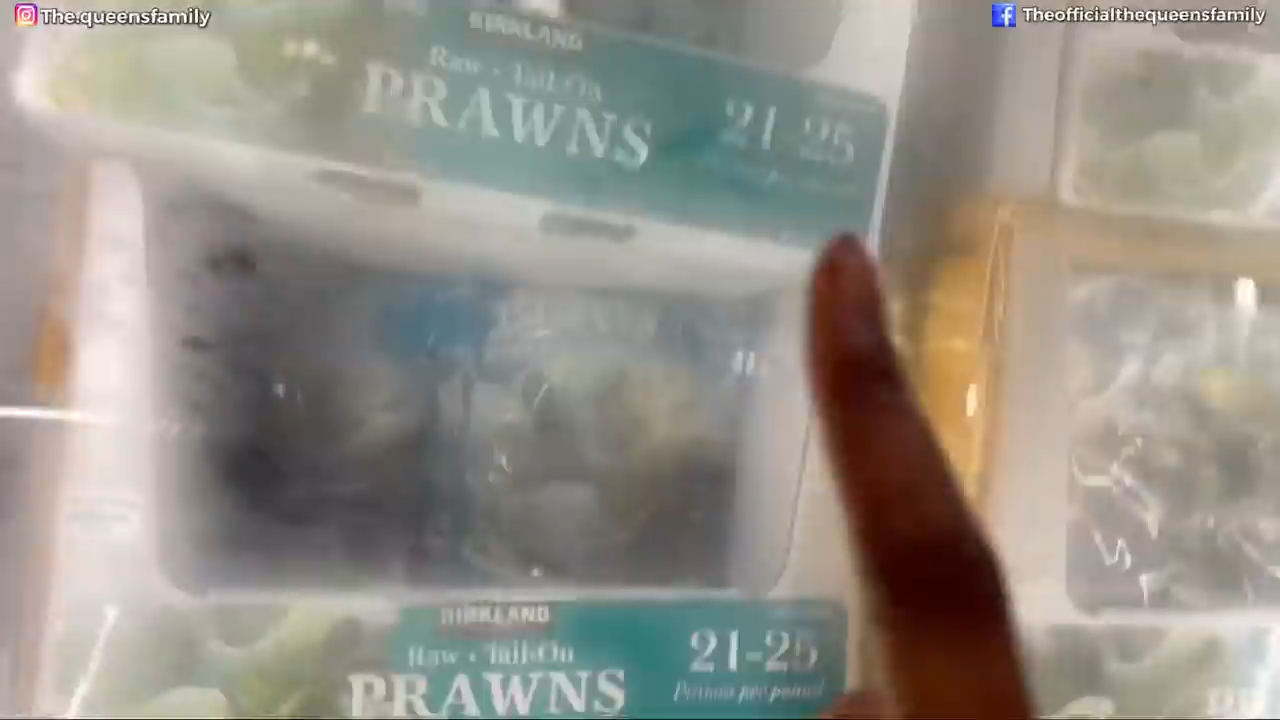 The.queensfamily
Theofficialthequeensfamily
KIRKLAND
Raw • Tail-On
PRAWNS
21-25
KIRKLAND
Raw • Tail-On
PRAWNS
21-25
per pound